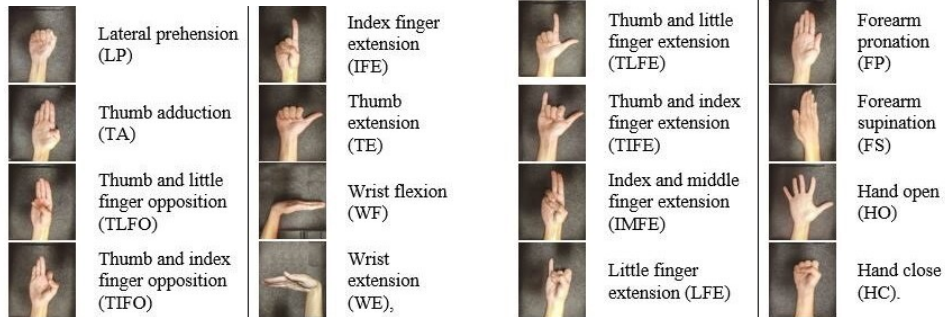 Lateral prehension
(LP)
Thumb adduction
(TA)
Thumb and little
finger opposition
(TLFO)
Thumb and index
finger opposition
(TIFO)
Index finger
extension
(IFE)
Thumb
extension
(TE)
Wrist flexion
(WF)
Wrist
extension
(WE),
Thumb and little
finger extension
(TLFE)
Thumb and index
finger extension
(TIFE)
Index and middle
finger extension
(IMFE)
Little finger
extension (LFE)
Forearm
pronation
(FP)
Forearm
supination
(FS)
Hand open
(HO)
Hand close
(HC).